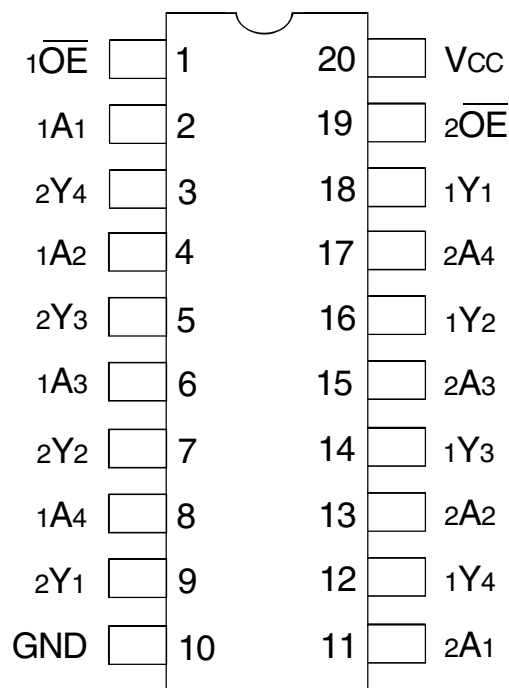 1O̅E̅ 1 20 VCC
1A1 2 19 2O̅E̅
2Y4 3 18 1Y1
1A2 4 17 2A4
2Y3 5 16 1Y2
1A3 6 15 2A3
2Y2 7 14 1Y3
1A4 8 13 2A2
2Y1 9 12 1Y4
GND 10 11 2A1